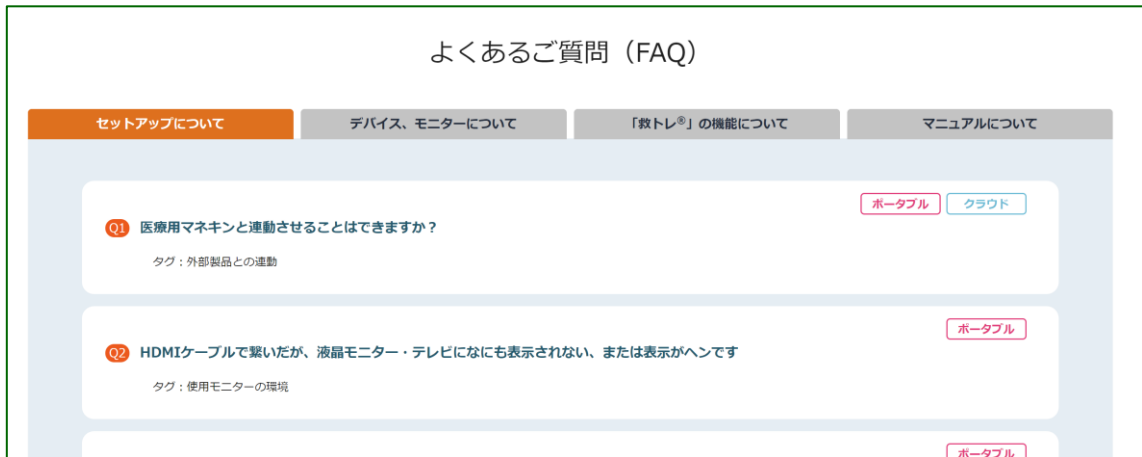 よくあるご質問（FAQ）
セットアップについて
デバイス、モニターについて
「救トレ®」の機能について
マニュアルについて
ポータブル
クラウド
Q1 医療用マネキンと連動させることはできますか？
タグ：外部製品との連動
ポータブル
Q2 HDMIケーブルで繋いだが、液晶モニター・テレビになにも表示されない、または表示がヘンです
タグ：使用モニターの環境
ポータブル